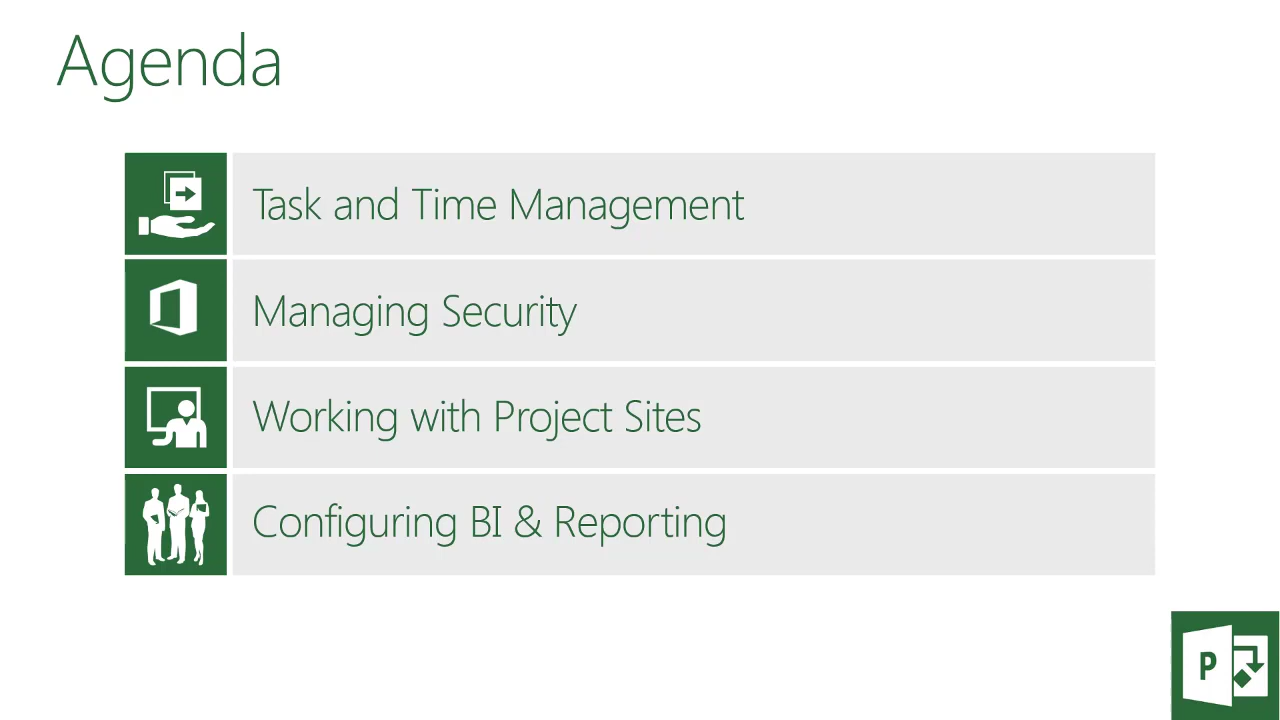 Agenda
Task and Time Management
Managing Security
Working with Project Sites
Configuring BI & Reporting
P